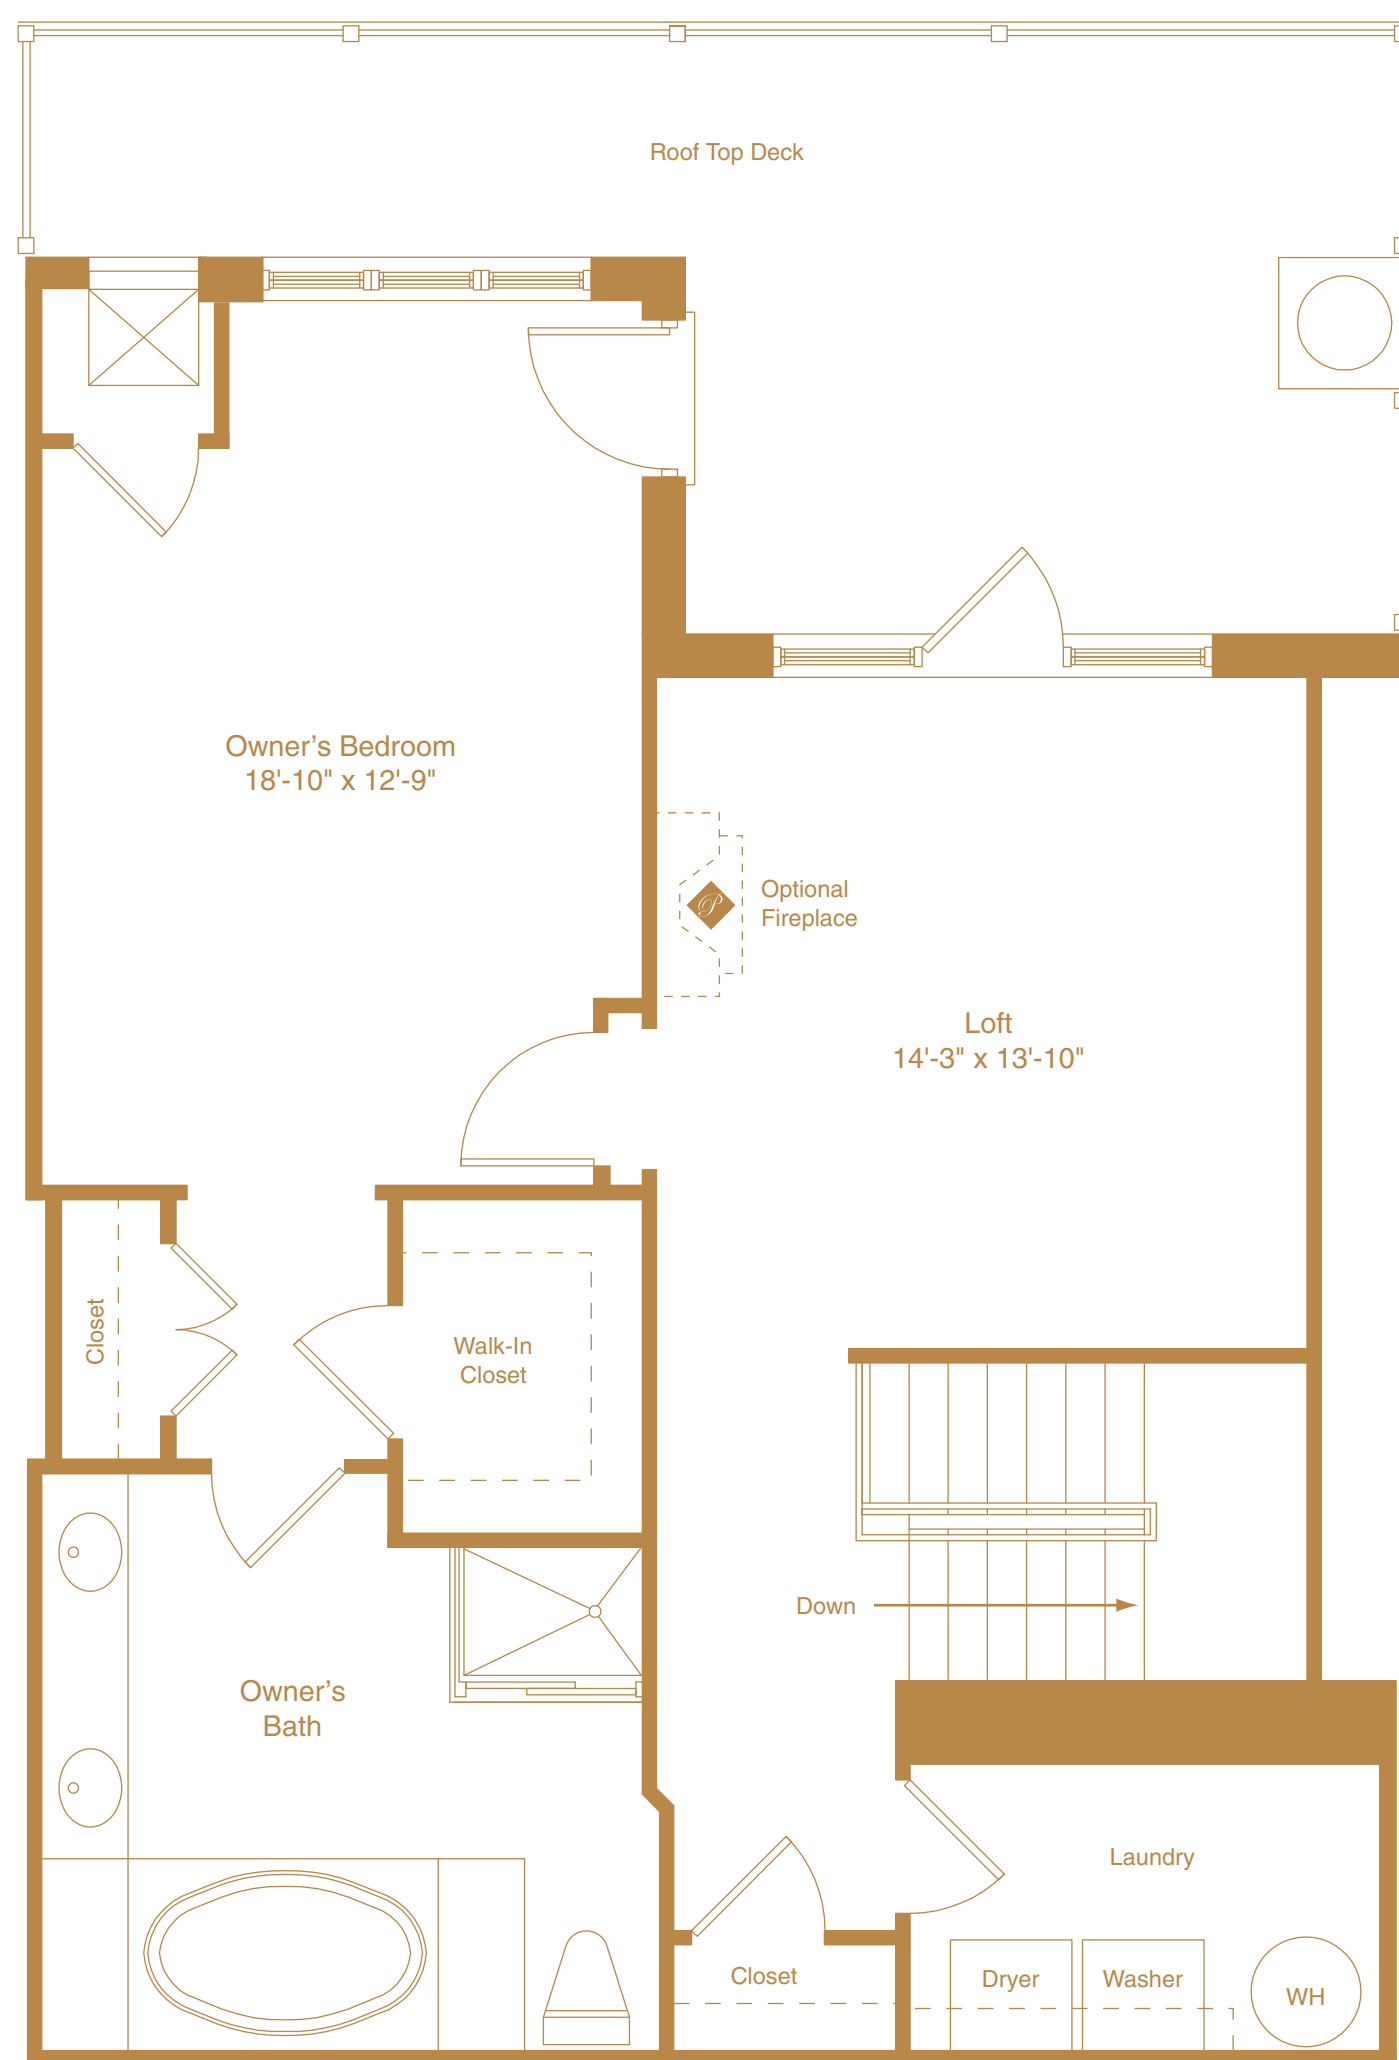 Roof Top Deck
Owner's Bedroom
18'-10" x 12'-9"
Optional
Fireplace
P
Loft
14'-3" x 13'-10"
Closet
Walk-In
Closet
Down
Owner's
Bath
Laundry
Closet
Dryer
Washer
WH